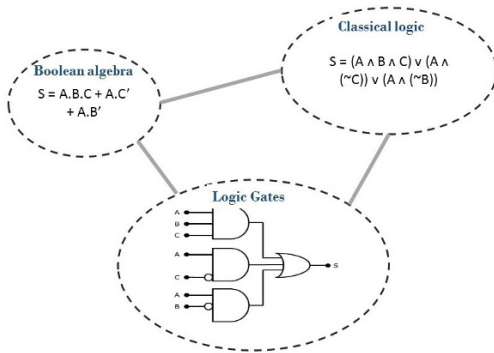 Classical logic
S = (A ∧ B ∧ C) ∨ (A ∧
(~C)) ∨ (A ∧ (~B))
Boolean algebra
S = A.B.C + A.C’
+ A.B’
Logic Gates
A
B
C
A
C
A
B
S